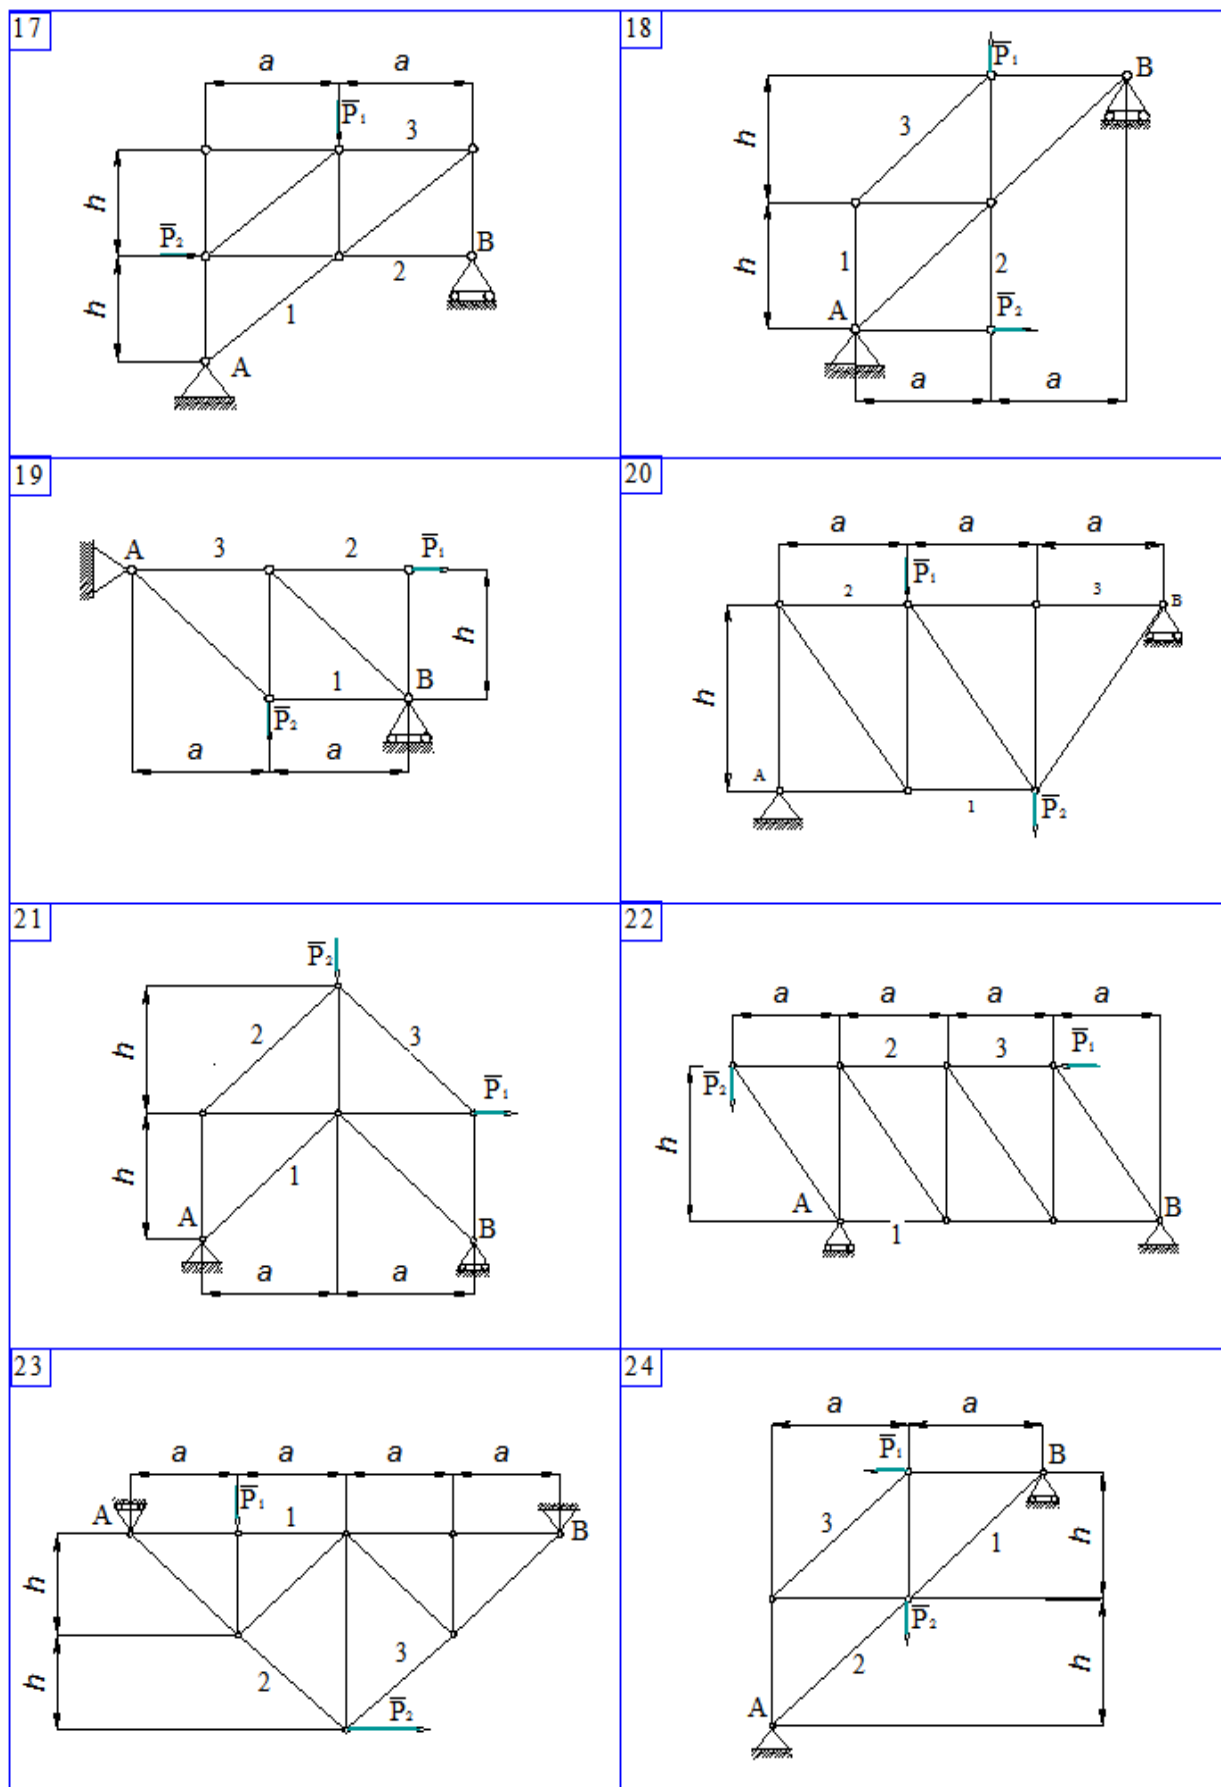 17
a a
P̅₁
3
h
P̅₂
B
2
h
1
A
18
P̅₁
B
3
h
1 2
h
A
P̅₂
a a
19
A 3 2 P̅₁
h
1 B
P̅₂
a a
20
a a a
P̅₁
2 3 B
h
A
1 P̅₂
21
P̅₂
h
2 3
P̅₁
h
1
A B
a a
22
a a a a
2 3 P̅₁
P̅₂
h
A B
1
23
a a a a
A P̅₁ 1 B
h
h
2 3
P̅₂
24
a a
P̅₁ B
3 1 h
P̅₂
2 h
A